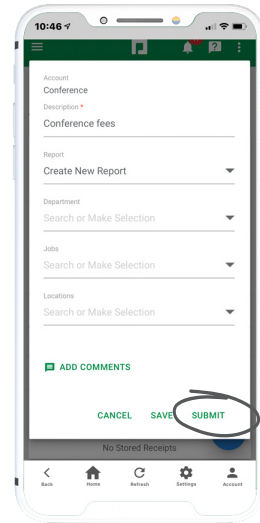 10:46
Account
Conference
Description *
Conference fees
Report
Create New Report
Department
Search or Make Selection
Jobs
Search or Make Selection
Locations
Search or Make Selection
ADD COMMENTS
CANCEL SAVE SUBMIT
No Stored Receipts
Back Home Refresh Settings Account